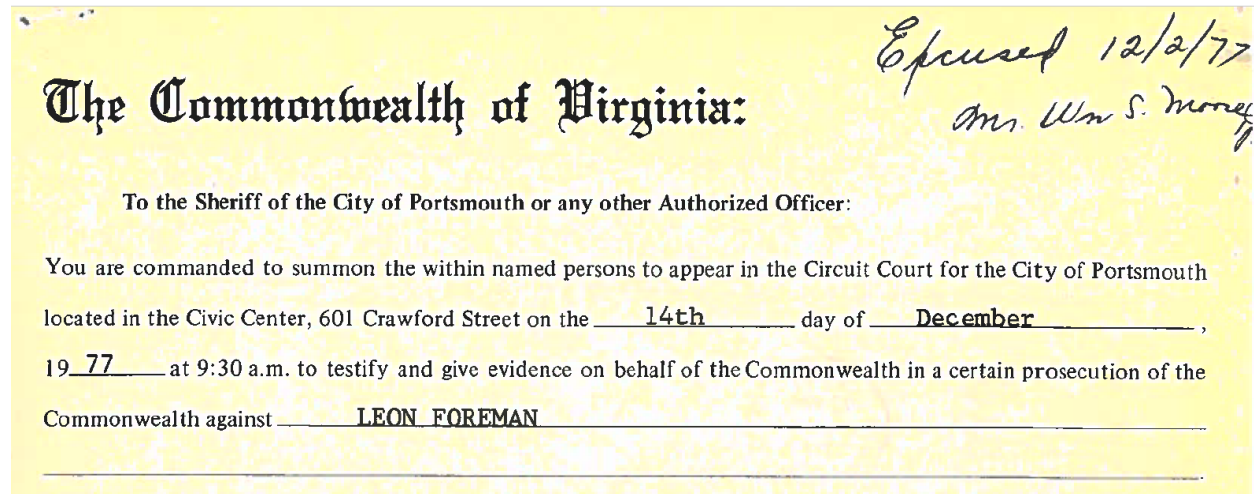 Excused 12/2/77
Mr. Wm S.
The Commonwealth of Virginia:
To the Sheriff of the City of Portsmouth or any other Authorized Officer:
You are commanded to summon the within named persons to appear in the Circuit Court for the City of Portsmouth
located in the Civic Center, 601 Crawford Street on the 14th day of December ,
19 77 at 9:30 a.m. to testify and give evidence on behalf of the Commonwealth in a certain prosecution of the
Commonwealth against LEON FOREMAN
.